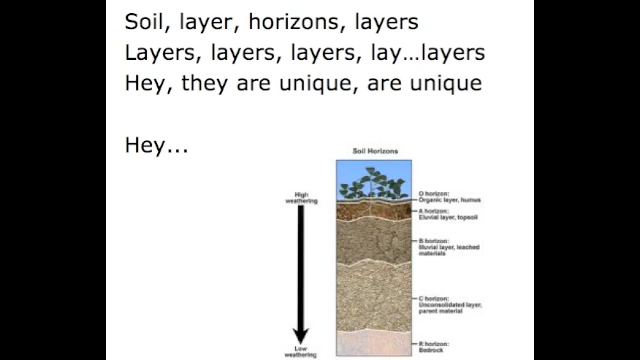 Soil, layer, horizons, layers
Layers, layers, layers, lay…layers
Hey, they are unique, are unique
Hey...
Soil Horizons
High
weathering
O horizon:
Organic layer, humus
A horizon:
Eluvial layer, topsoil
B horizon:
Illuvial layer, leached
materials
C horizon:
Unconsolidated layer,
parent material
Low
weathering
R horizon:
Bedrock